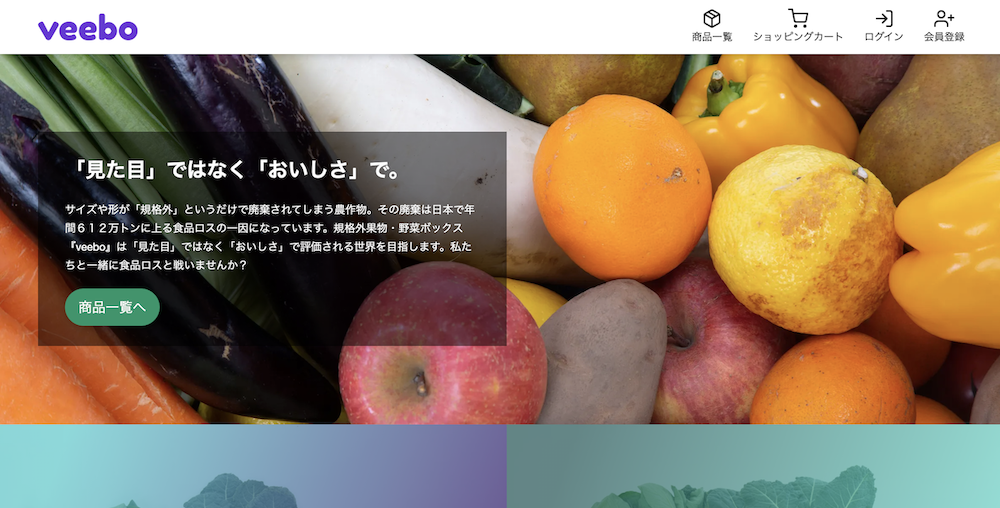 veebo
商品一覧
ショッピングカート
ログイン
会員登録
「見た目」ではなく「おいしさ」で。
サイズや形が「規格外」というだけで廃棄されてしまう農作物。その廃棄は日本で年
間６１２万トンに上る食品ロスの一因になっています。規格外果物・野菜ボックス
『veebo』は「見た目」ではなく「おいしさ」で評価される世界を目指します。私た
ちと一緒に食品ロスと戦いませんか？
商品一覧へ